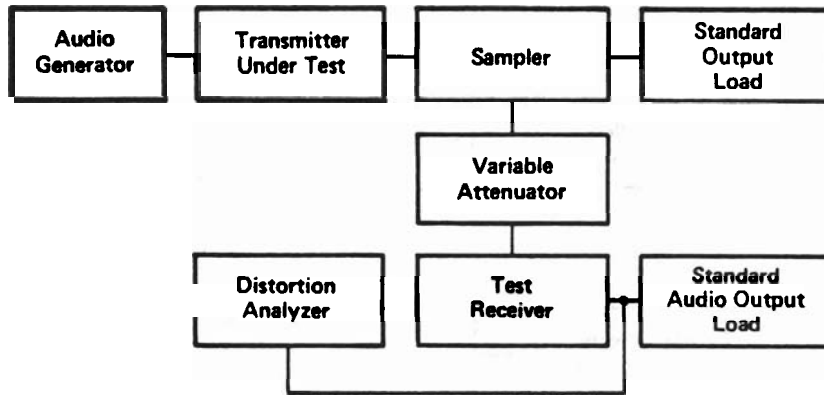 Audio
Generator
Transmitter
Under Test
Sampler
Standard
Output
Load
Variable
Attenuator
Distortion
Analyzer
Test
Receiver
Standard
Audio Output
Load